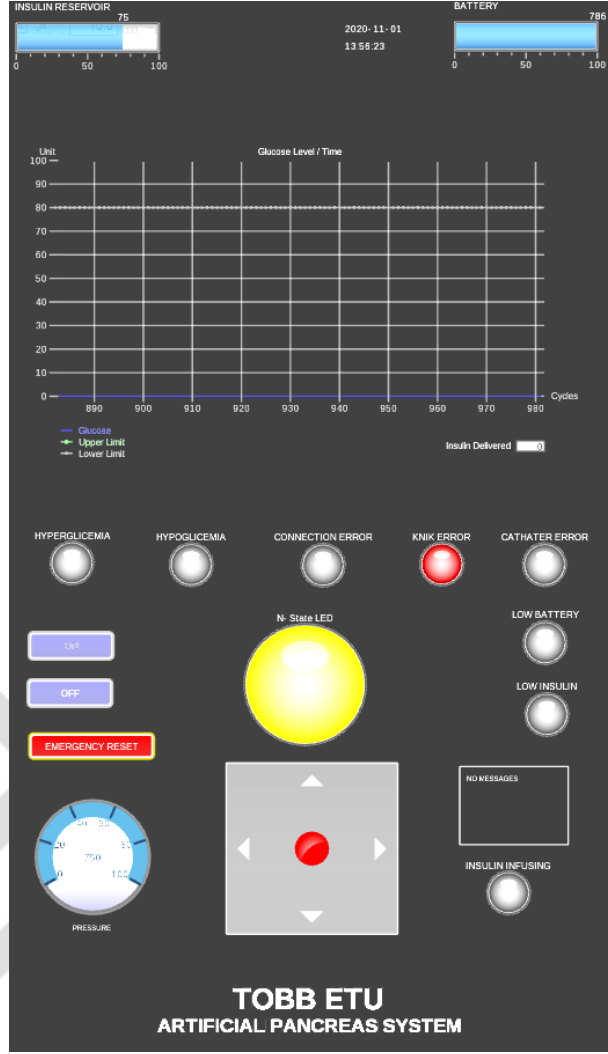 INSULIN RESERVOIR
75
0 50 100
2020-11-01
13:56:23
BATTERY
786
0 50 100
Unit
Glucose Level / Time
100
90
80
70
60
50
40
30
20
10
0
890 900 910 920 930 940 950 960 970 980
Cycles
Glucose
Upper Limit
Lower Limit
Insulin Delivered 0
HYPERGLICEMIA
HYPOGLICEMIA
CONNECTION ERROR
KNIK ERROR
CATHATER ERROR
N- State LED
LOW BATTERY
OFF
LOW INSULIN
EMERGENCY RESET
NO MESSAGES
750
0
100
PRESSURE
INSULIN INFUSING
TOBB ETU
ARTIFICIAL PANCREAS SYSTEM